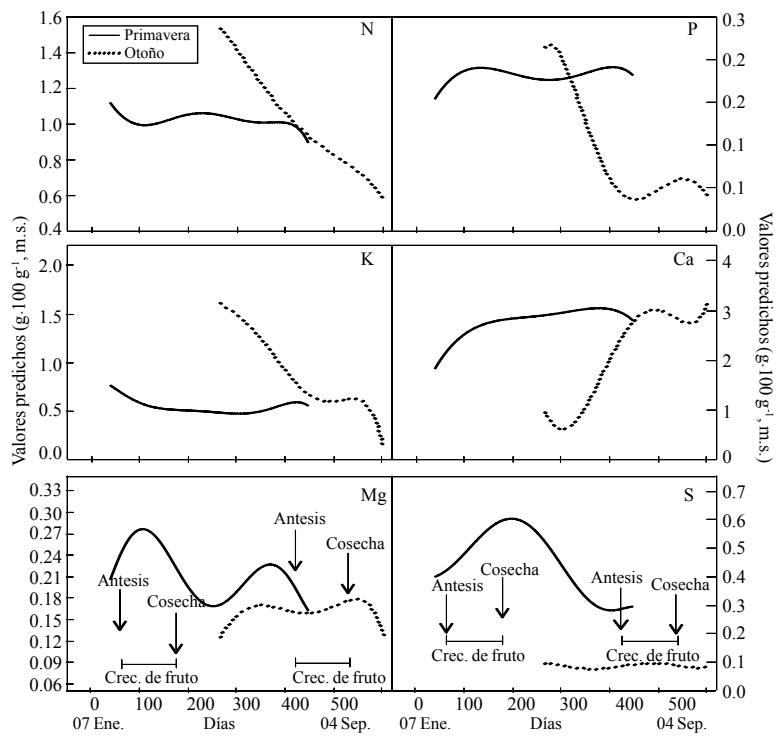 1.6
1.4
1.2
1.0
0.8
0.6
0.4
Primavera
Otoño
N
P
0.3
0.2
0.2
0.1
0.1
0.0
Valores predichos (g·100 g⁻¹, m.s.)
2.0
1.5
1.0
0.5
0.0
K
Ca
4
3
2
1
0
Valores predichos (g·100 g⁻¹, m.s.)
0.33
0.30
0.27
0.24
0.21
0.18
0.15
0.12
0.09
0.06
Mg
Antesis
Cosecha
Antesis
Cosecha
Crec. de fruto
Crec. de fruto
S
Antesis
Cosecha
Antesis
Cosecha
Crec. de fruto
Crec. de fruto
0.7
0.6
0.5
0.4
0.3
0.2
0.1
0.0
0 100 200 300 400 500
07 Ene. Días 04 Sep.
0 100 200 300 400 500
07 Ene. Días 04 Sep.